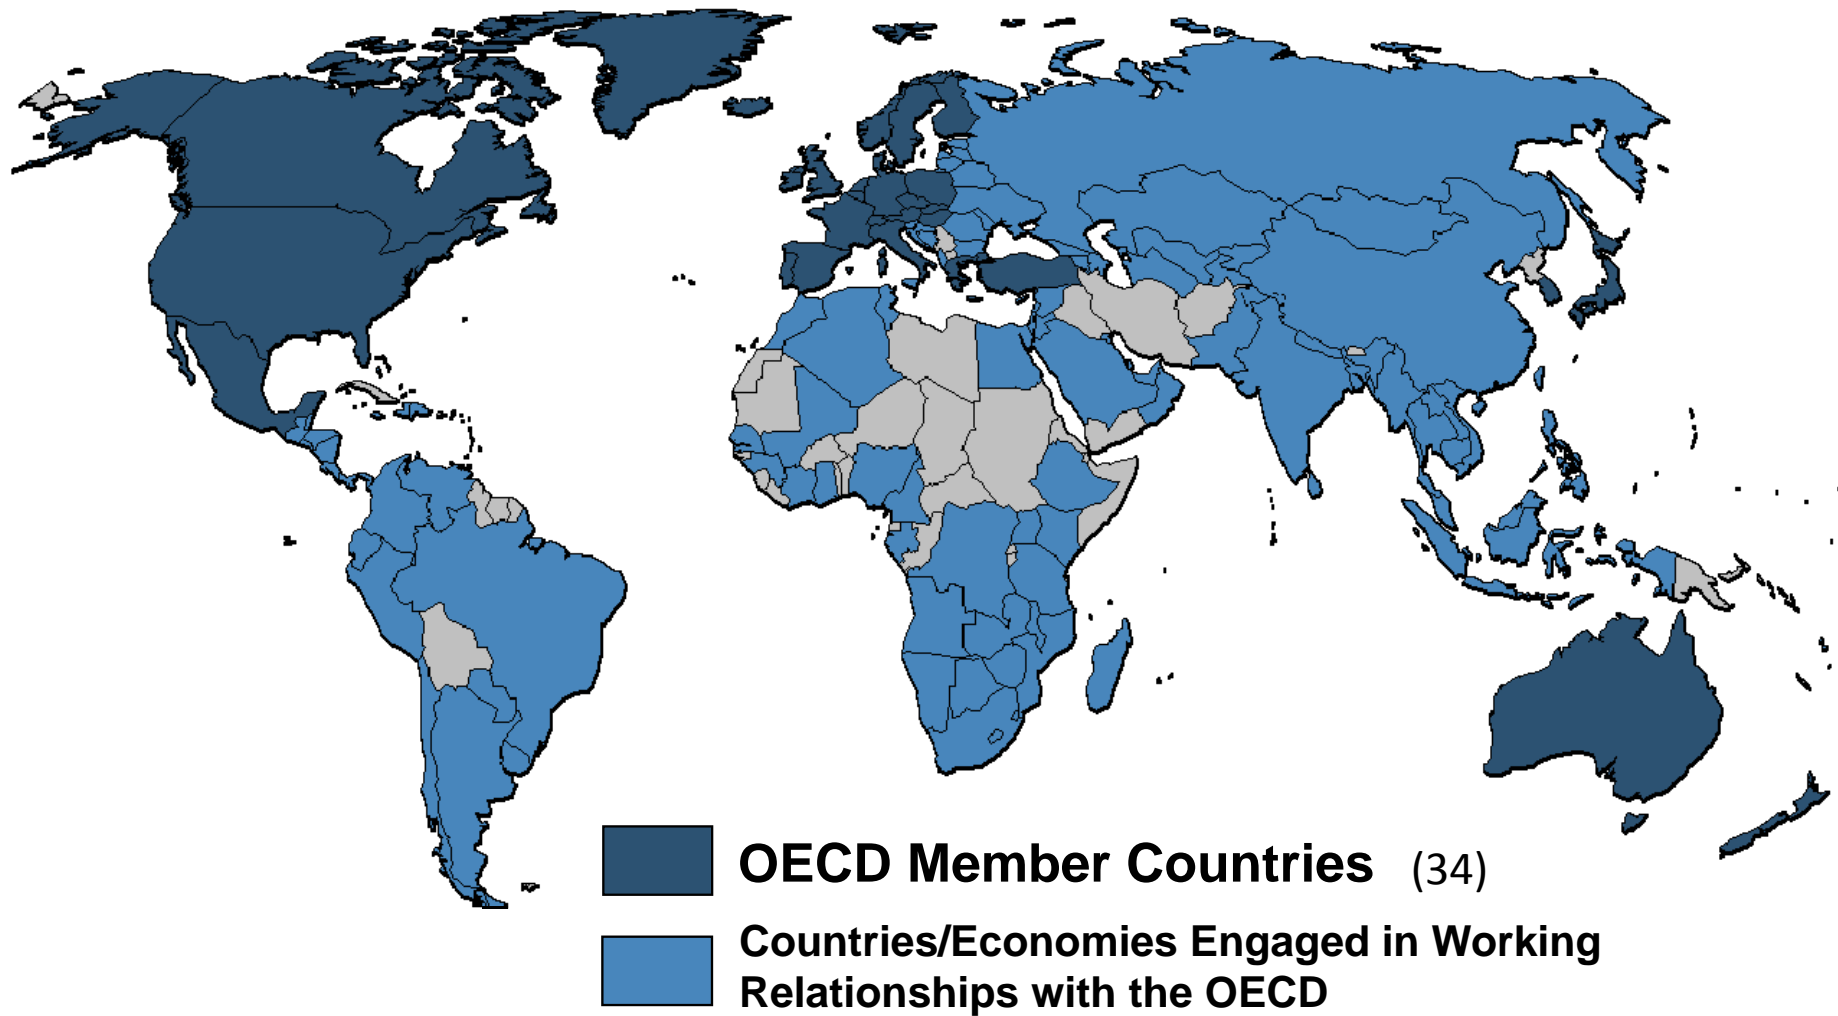 OECD Member Countries (34)
Countries/Economies Engaged in Working
Relationships with the OECD